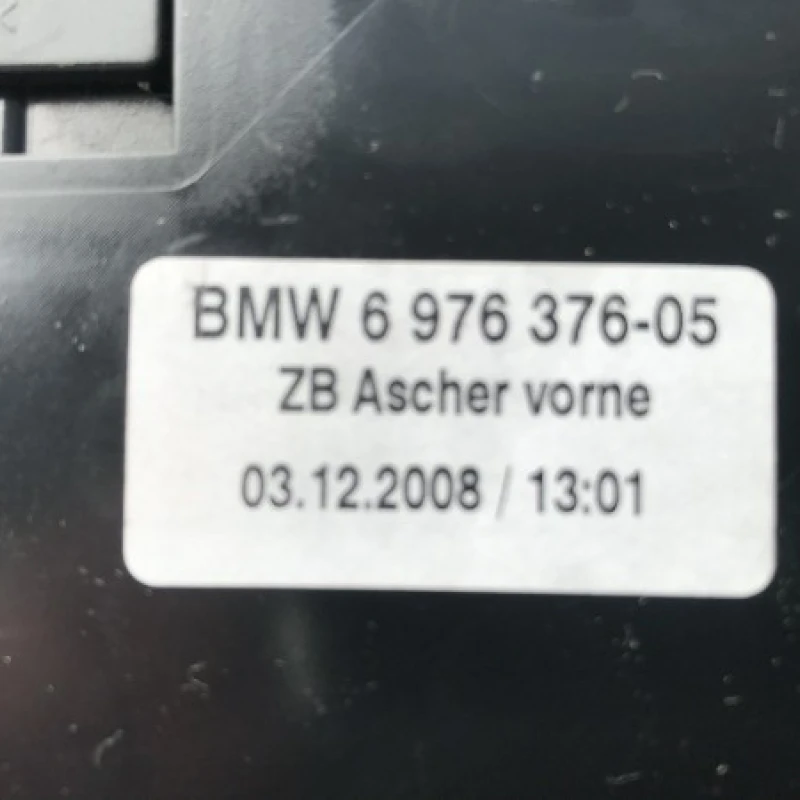 BMW 6 976 376-05
ZB Ascher vorne
03.12.2008 / 13:01